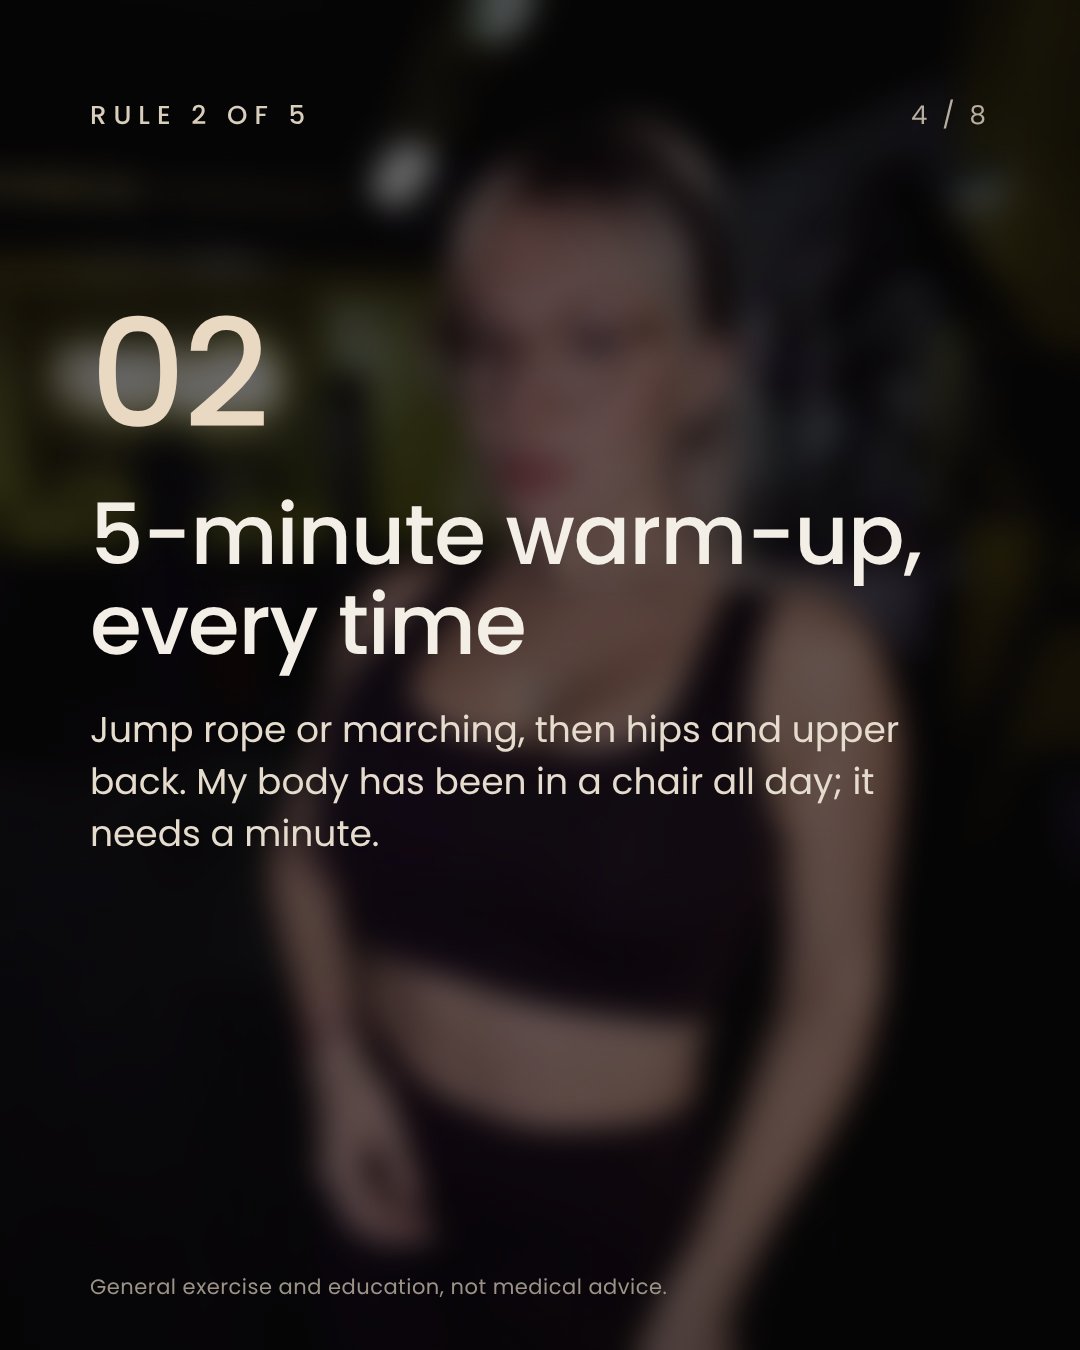 RULE 2 OF 5
4 / 8
02
5-minute warm-up,
every time
Jump rope or marching, then hips and upper
back. My body has been in a chair all day; it
needs a minute.
General exercise and education, not medical advice.